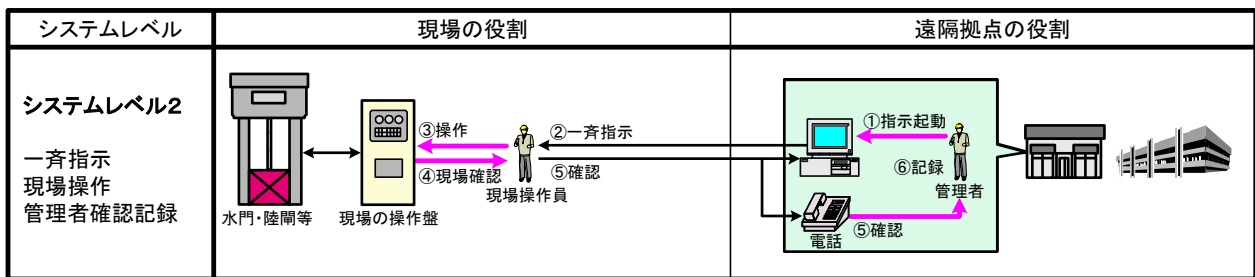 システムレベル
現場の役割
遠隔拠点の役割
システムレベル2
一斉指示
現場操作
管理者確認記録
水門・陸閘等
現場の操作盤
③操作
④現場確認
現場操作員
②一斉指示
⑤確認
①指示起動
⑥記録
管理者
電話
⑤確認